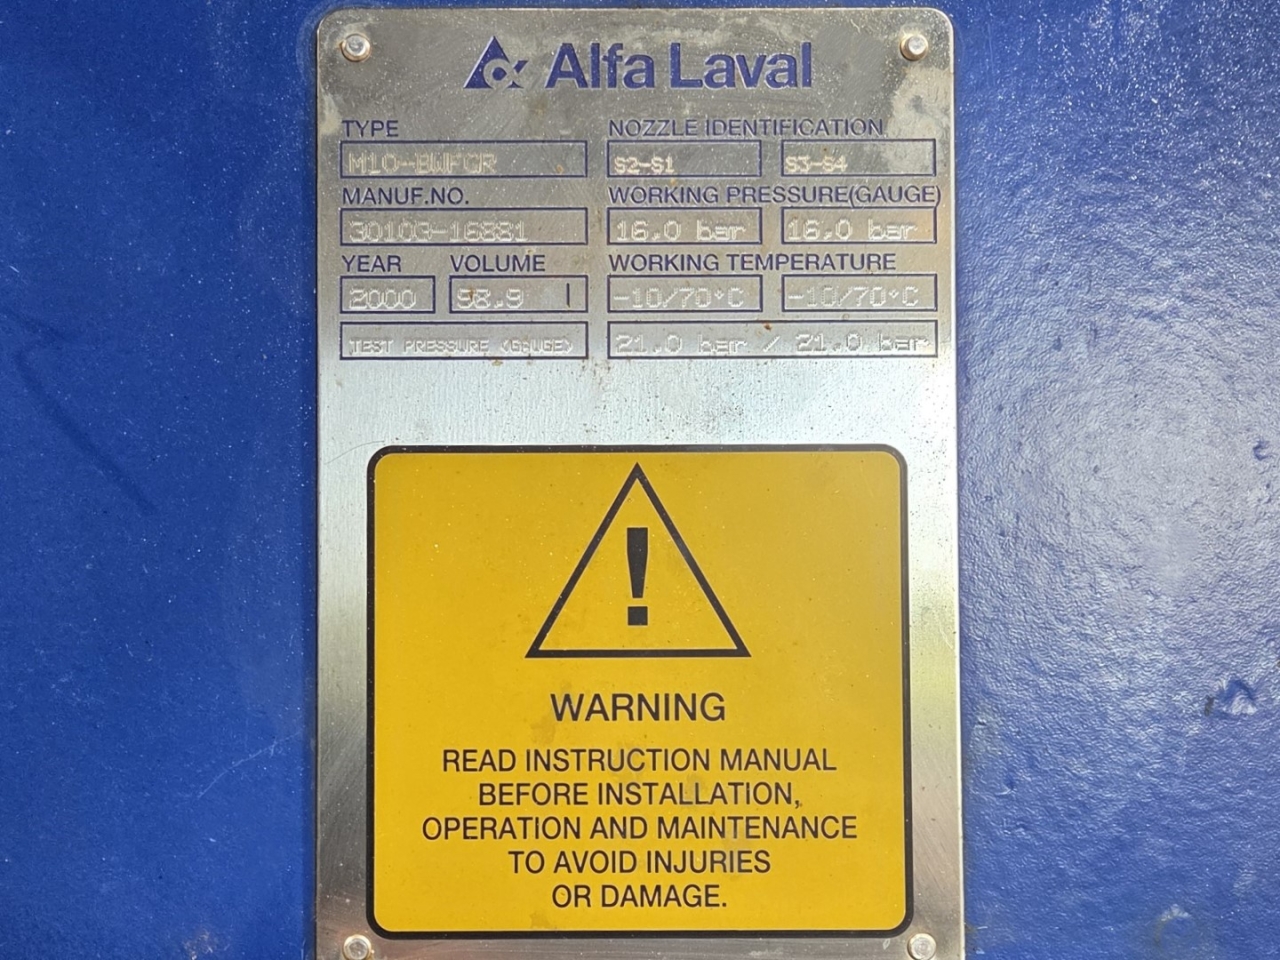 Alfa Laval
TYPE NOZZLE IDENTIFICATION
M10-BWFGR S2-S1 S3-S4
MANUF.NO. WORKING PRESSURE(GAUGE)
30103-16881 16.0 bar 16.0 bar
YEAR VOLUME WORKING TEMPERATURE
2000 98.9 l -10/70°C -10/70°C
TEST PRESSURE (GAUGE) 21.0 bar / 21.0 bar
!
WARNING
READ INSTRUCTION MANUAL
BEFORE INSTALLATION,
OPERATION AND MAINTENANCE
TO AVOID INJURIES
OR DAMAGE.